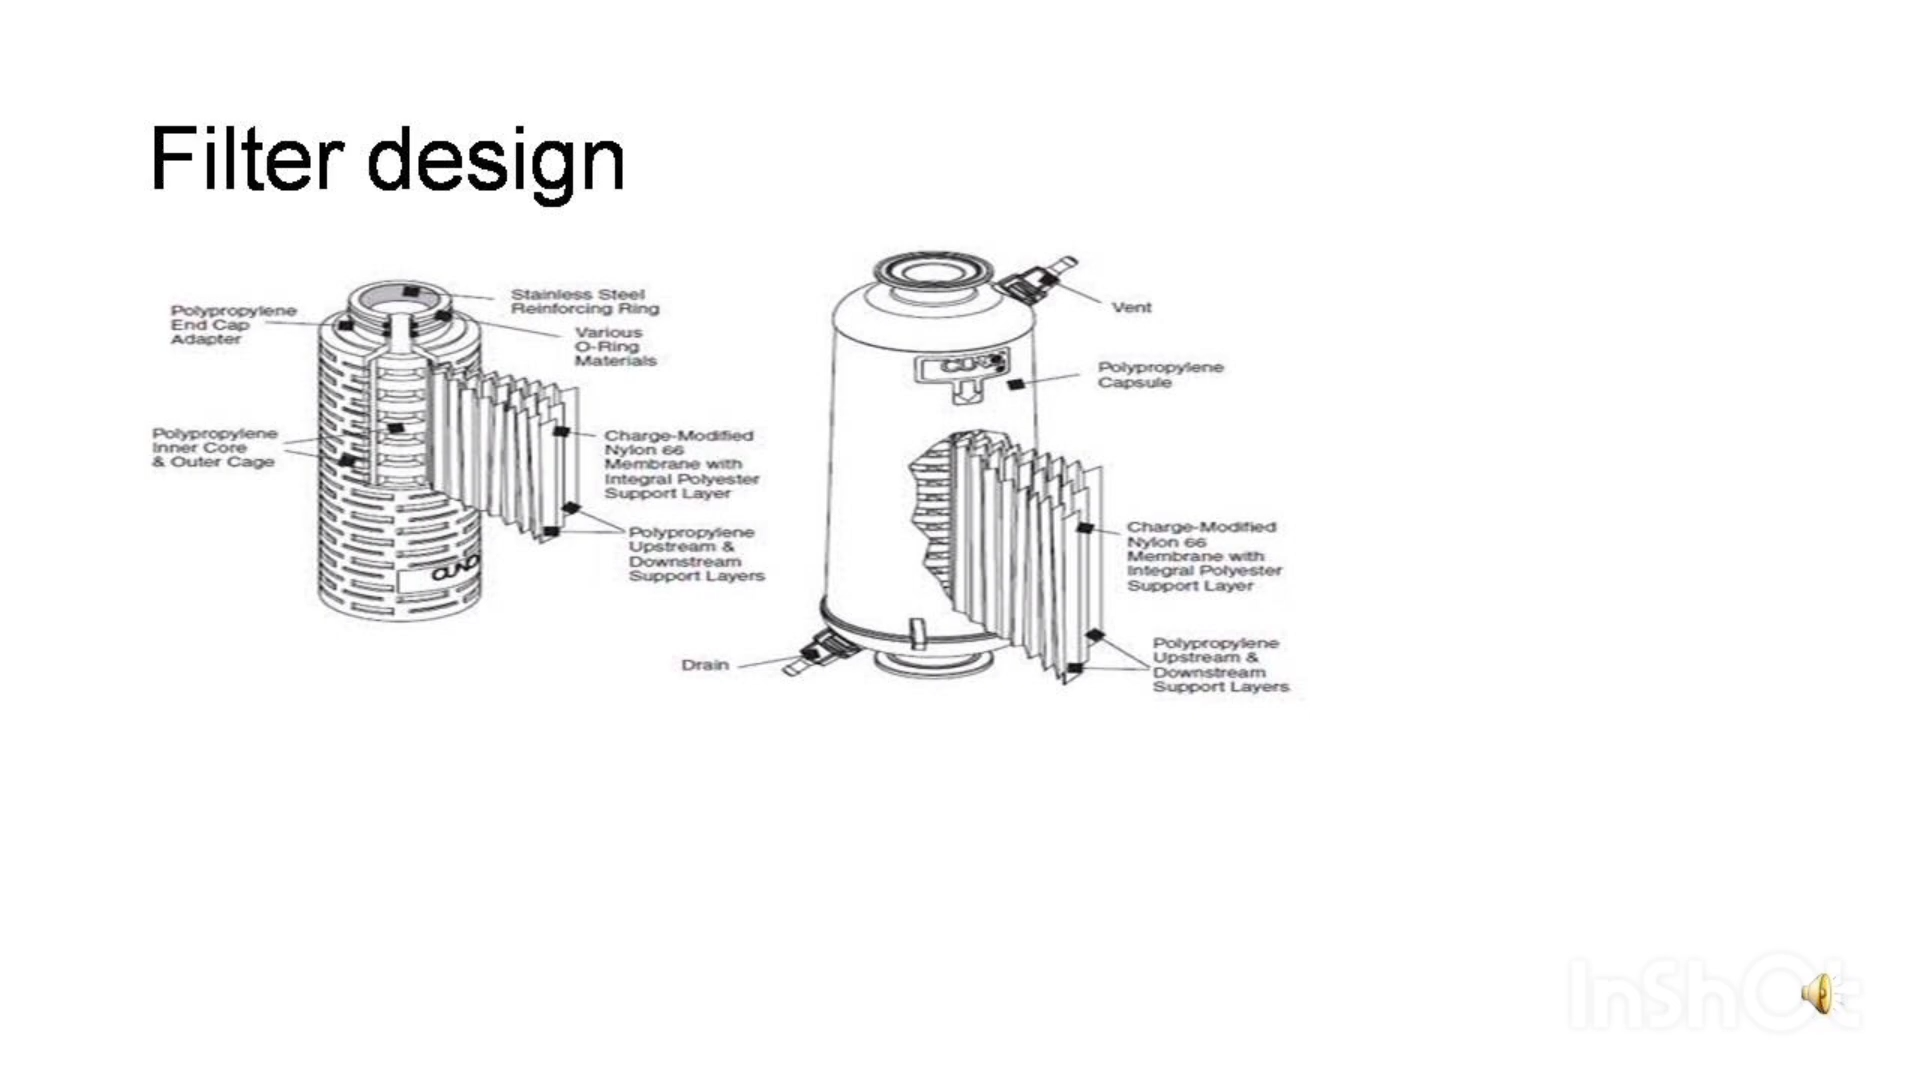 Filter design
Polypropylene
End Cap
Adapter
Stainless Steel
Reinforcing Ring
Various
O-Ring
Materials
Polypropylene
Inner Core
& Outer Cage
Charge-Modified
Nylon 66
Membrane with
Integral Polyester
Support Layer
Polypropylene
Upstream &
Downstream
Support Layers
CUNO
Vent
CUNO
Polypropylene
Capsule
Charge-Modified
Nylon 66
Membrane with
Integral Polyester
Support Layer
Drain
Polypropylene
Upstream &
Downstream
Support Layers
InShOt